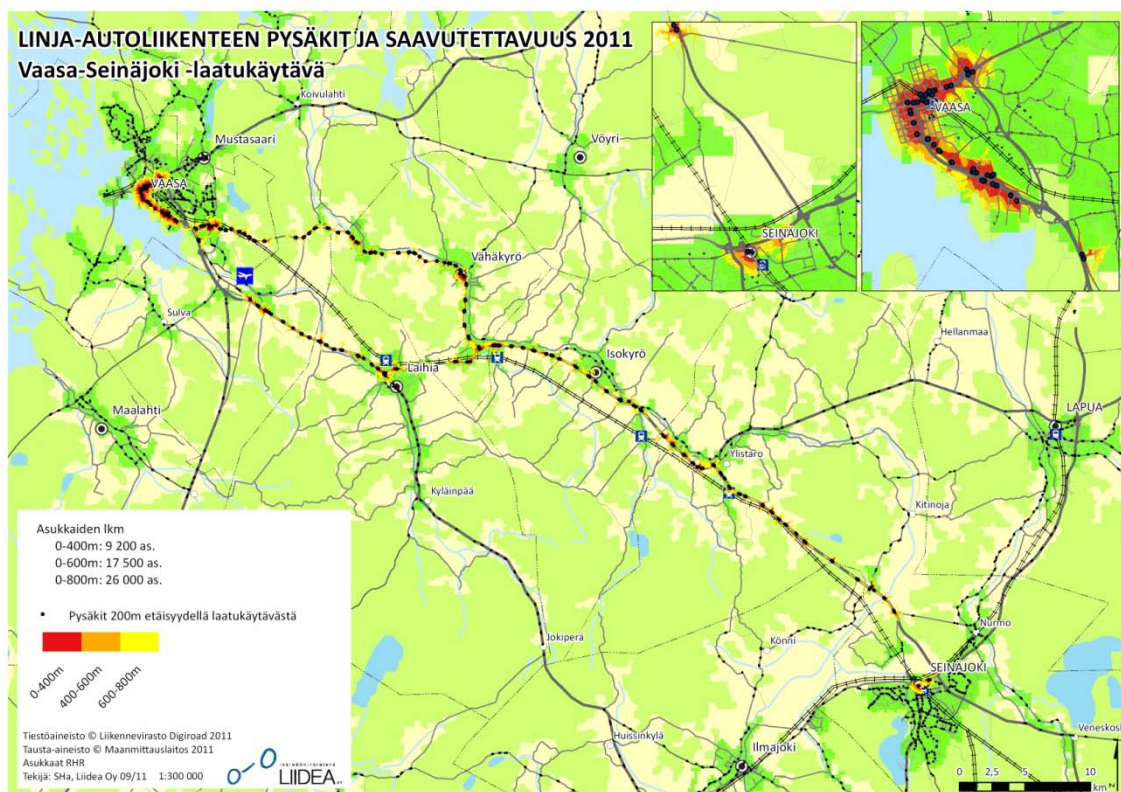 LINJA-AUTOLIIKENTEEN PYSÄKIT JA SAAVUTETTAVUUS 2011
Vaasa-Seinäjoki -laatukäytävä
Koivulahti
Mustasaari
Vöyri
VAASA
VAASA
SEINÄJOKI
Vähäkyrö
Sulva
Hellanmaa
Laihia
Isokyrö
Maalahti
LAPUA
Ylistaro
Kyläinpää
Kitinoja
Asukkaiden lkm
0-400m: 9 200 as.
0-600m: 17 500 as.
0-800m: 26 000 as.
Pysäkit 200m etäisyydellä laatukäytävästä
0-400m
400-600m
600-800m
Jokiperä
Könni
Nurmo
SEINÄJOKI
Huissinkylä
Ilmajoki
Veneskosk
Tiestöaineisto © Liikennevirasto Digiroad 2011
Tausta-aineisto © Maanmittauslaitos 2011
Asukkaat RHR
Tekijä: SHa, Liidea Oy 09/11 1:300 000
LIIDEA
0 2,5 5 10
km